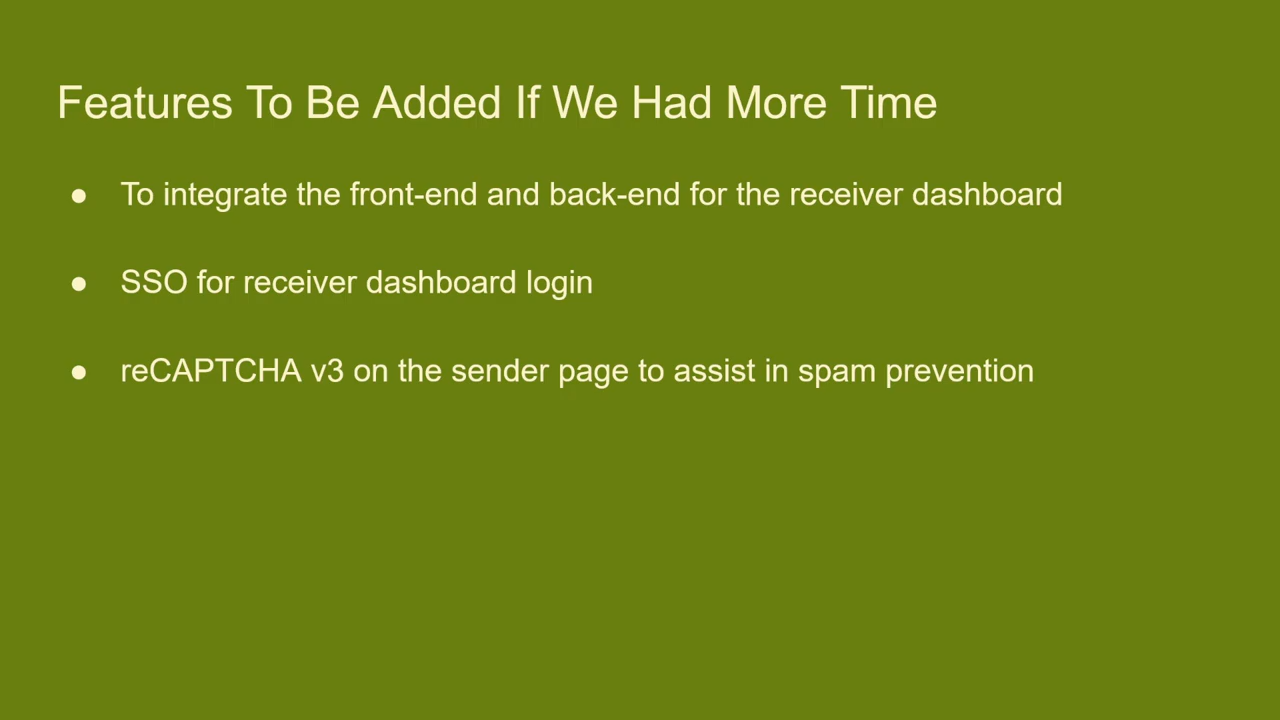 Features To Be Added If We Had More Time
● To integrate the front-end and back-end for the receiver dashboard
● SSO for receiver dashboard login
● reCAPTCHA v3 on the sender page to assist in spam prevention